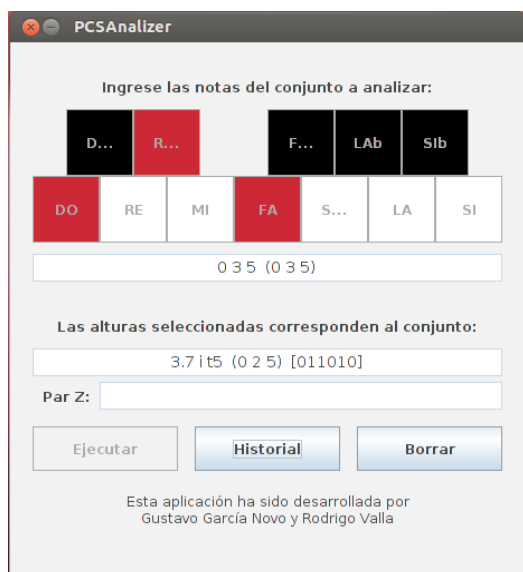 PCSAnalizer
Ingrese las notas del conjunto a analizar:
D... R... F... LAb SIb
DO RE MI FA S... LA SI
0 3 5 (0 3 5)
Las alturas seleccionadas corresponden al conjunto:
3.7 i t5 (0 2 5) [011010]
Par Z:
Ejecutar Historial Borrar
Esta aplicación ha sido desarrollada por
Gustavo García Novo y Rodrigo Valla